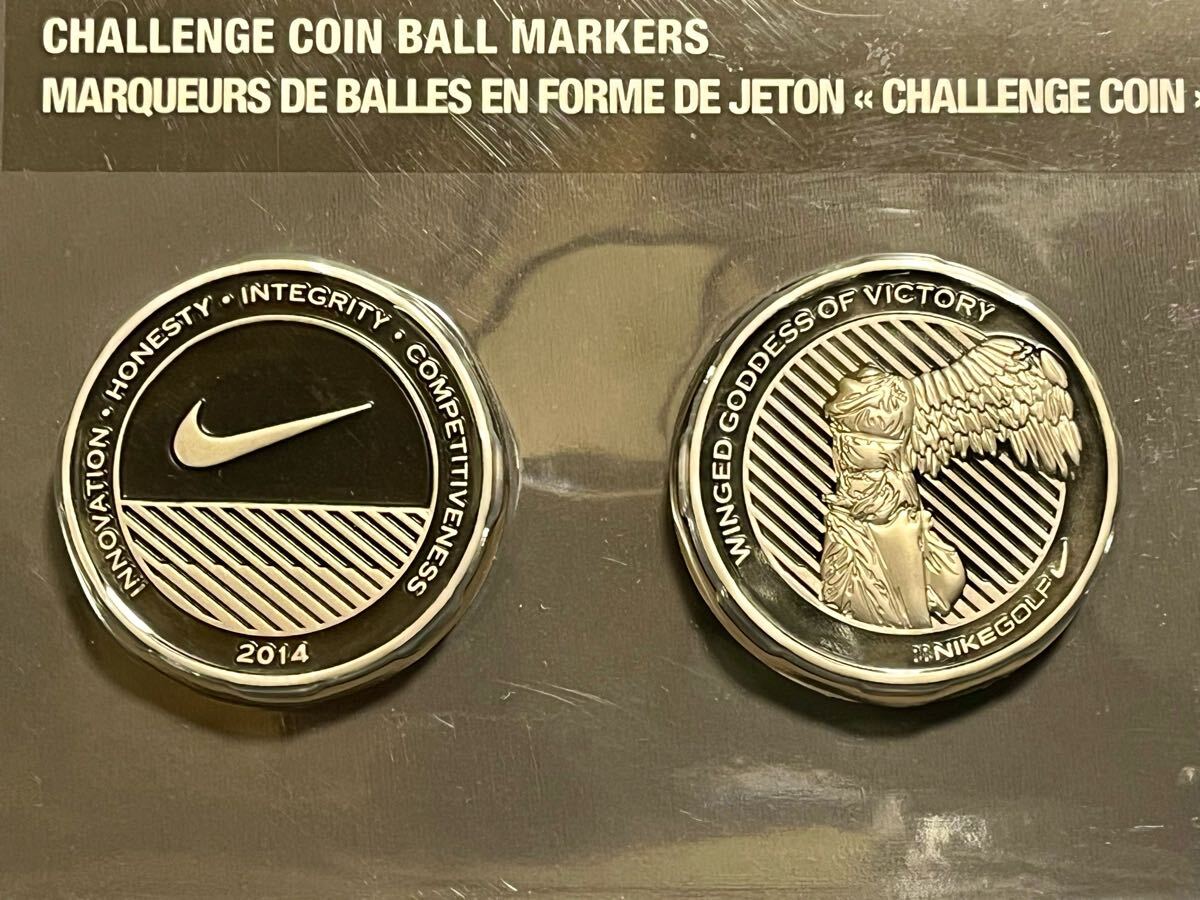 CHALLENGE COIN BALL MARKERS
MARQUEURS DE BALLES EN FORME DE JETON « CHALLENGE COIN »
INNOVATION • HONESTY • INTEGRITY • COMPETITIVENESS
2014
WINGED GODDESS OF VICTORY
NIKEGOLF